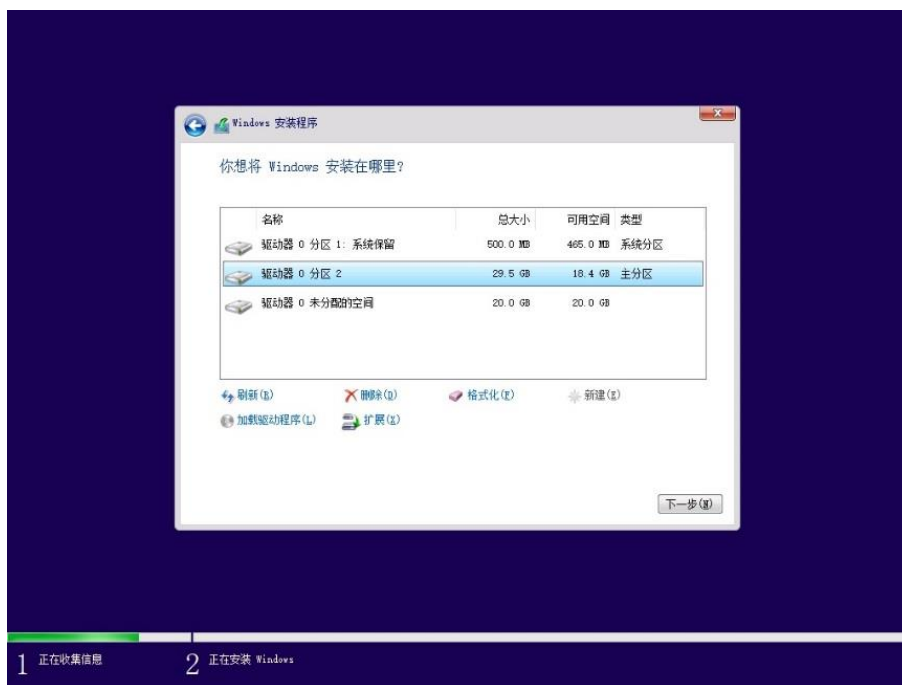 Windows 安装程序
你想将 Windows 安装在哪里?
名称 总大小 可用空间 类型
驱动器 0 分区 1: 系统保留 500.0 MB 465.0 MB 系统分区
驱动器 0 分区 2 29.5 GB 18.4 GB 主分区
驱动器 0 未分配的空间 20.0 GB 20.0 GB
刷新(R) 删除(D) 格式化(F) 新建(E)
加载驱动程序(L) 扩展(X)
下一步(N)
1 正在收集信息 2 正在安装 Windows